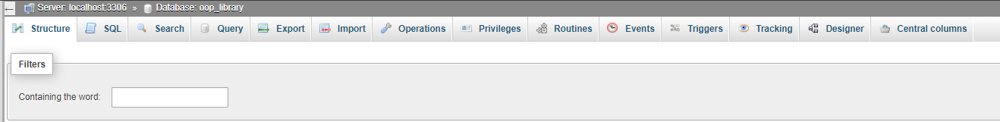 Server: localhost:3306 » Database: oop_library
Structure SQL Search Query Export Import Operations Privileges Routines Events Triggers Tracking Designer Central columns
Filters
Containing the word: